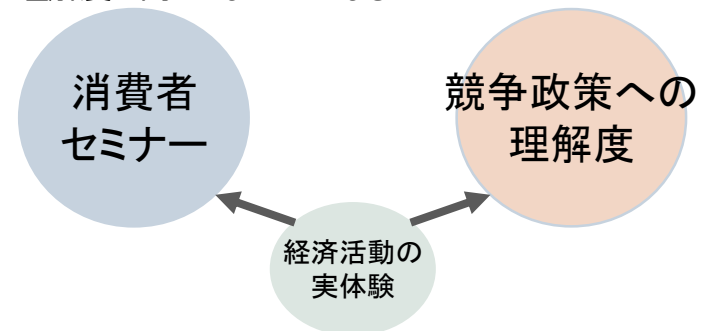 消費者
セミナー
競争政策への
理解度
経済活動の
実体験